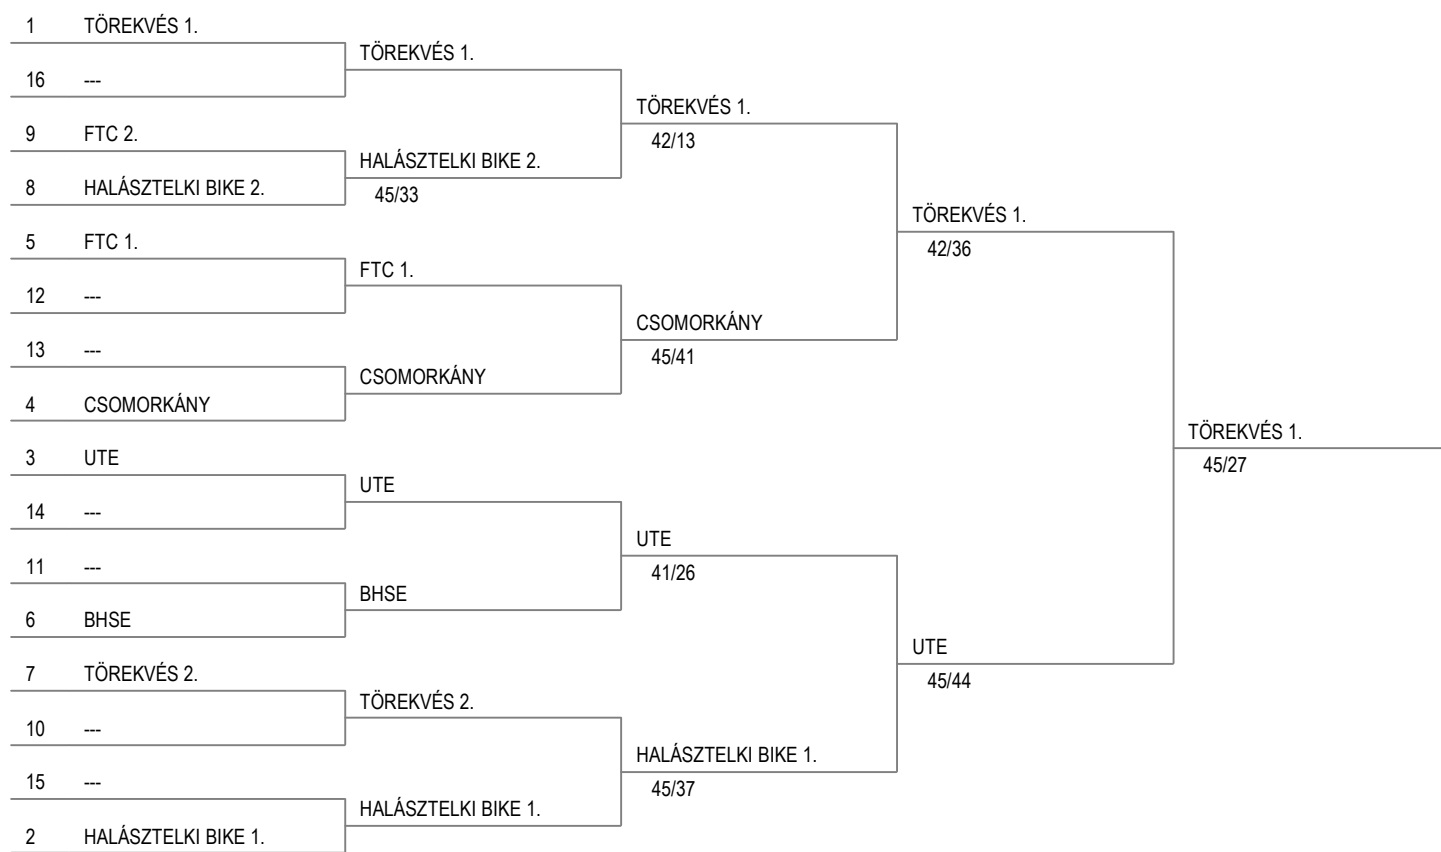 1 TÖREKVÉS 1.
TÖREKVÉS 1.
16 ---
TÖREKVÉS 1.
42/13
9 FTC 2.
HALÁSZTELKI BIKE 2.
45/33
8 HALÁSZTELKI BIKE 2.
TÖREKVÉS 1.
42/36
5 FTC 1.
FTC 1.
12 ---
CSOMORKÁNY
45/41
13 ---
CSOMORKÁNY
4 CSOMORKÁNY
TÖREKVÉS 1.
45/27
3 UTE
UTE
14 ---
UTE
41/26
11 ---
BHSE
6 BHSE
UTE
45/44
7 TÖREKVÉS 2.
TÖREKVÉS 2.
10 ---
HALÁSZTELKI BIKE 1.
45/37
15 ---
HALÁSZTELKI BIKE 1.
2 HALÁSZTELKI BIKE 1.